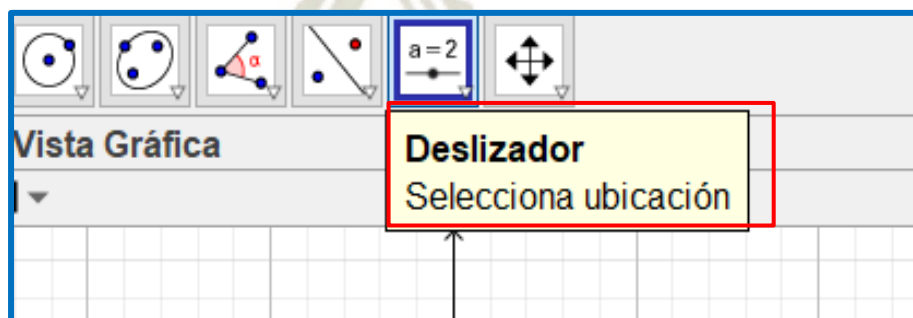 a = 2
α
Vista Gráfica
Deslizador
Selecciona ubicación